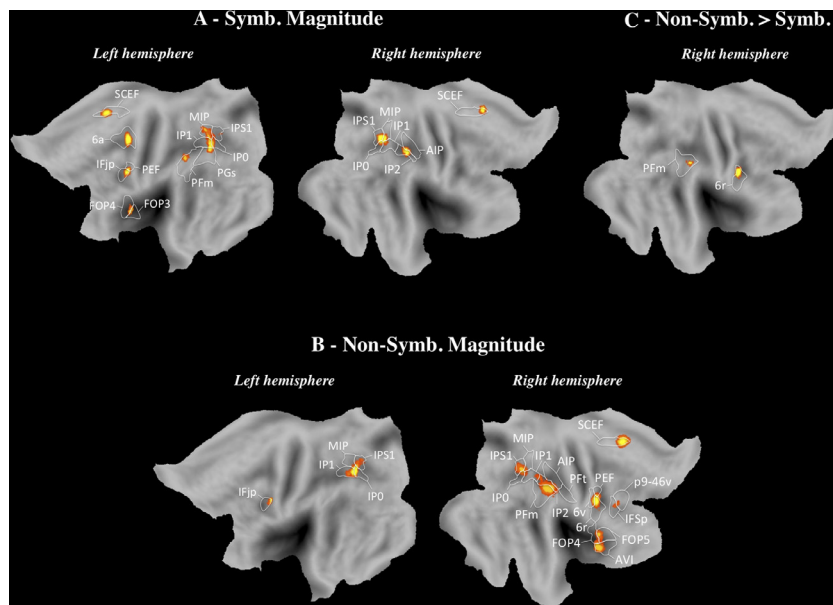 A - Symb. Magnitude
C - Non-Symb. > Symb.
Left hemisphere
Right hemisphere
Right hemisphere
SCEF
MIP
IPS1
6a
IP1
IFjp
PEF
IP0
PFm
PGs
FOP4
FOP3
SCEF
MIP
IPS1
IP1
AIP
IP0
IP2
PFm
6r
B - Non-Symb. Magnitude
Left hemisphere
Right hemisphere
MIP
IPS1
IP1
IP0
IFjp
SCEF
MIP
IPS1
IP1
AIP
PFt
PEF
p9-46v
IP0
PFm
IP2
6v
IFSp
6r
FOP4
FOP5
AVI